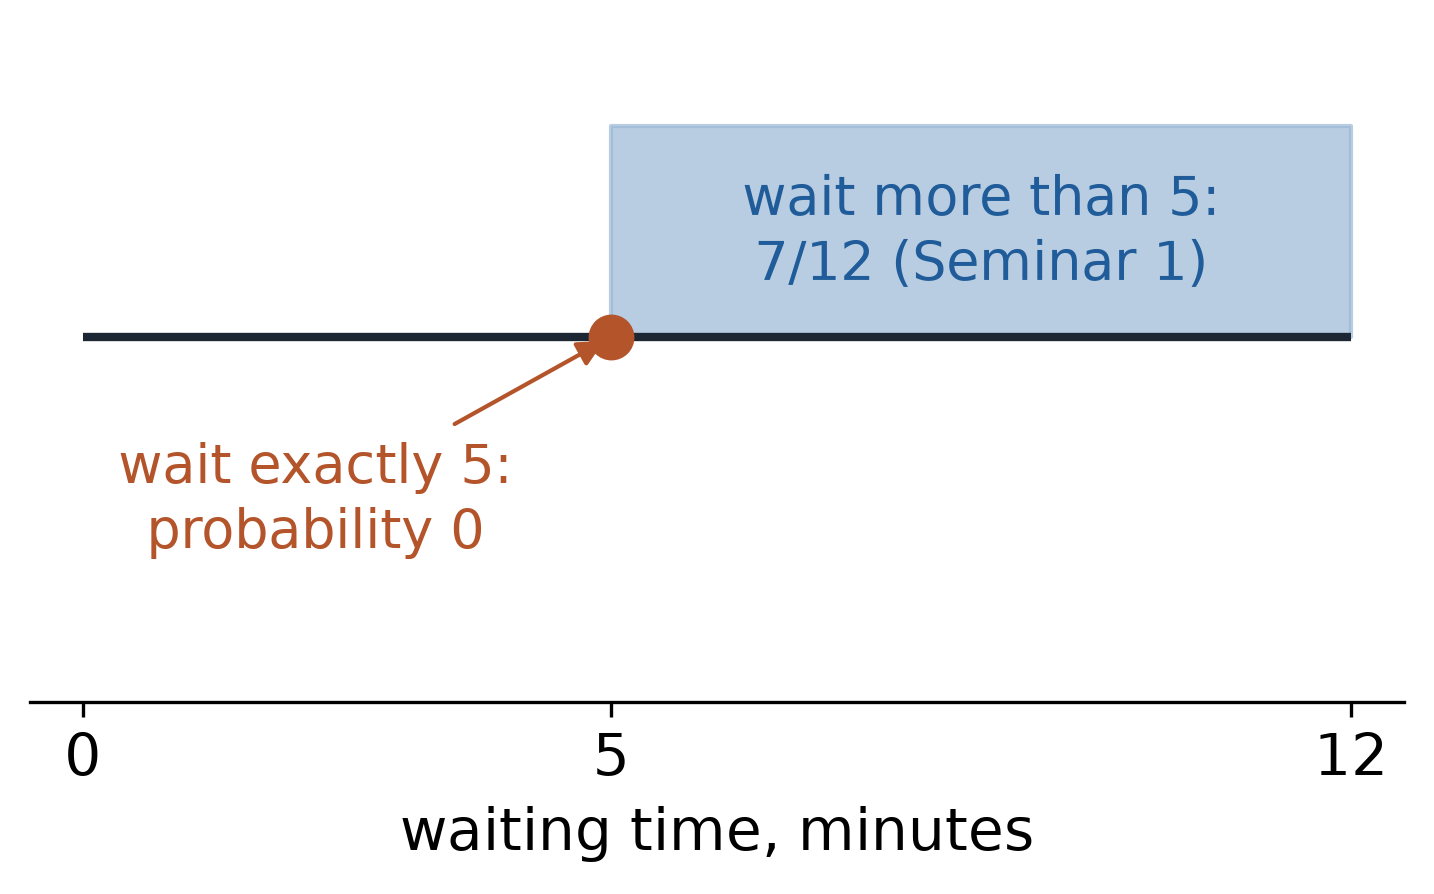 wait more than 5:
7/12 (Seminar 1)
wait exactly 5:
probability 0
0
5
12
waiting time, minutes